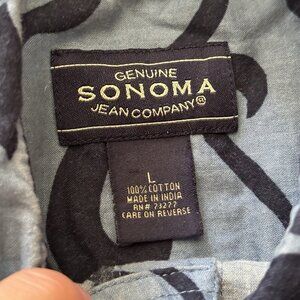 GENUINE
SONOMA
JEAN COMPANY®
L
100% COTTON
MADE IN INDIA
RN# 73277
CARE ON REVERSE